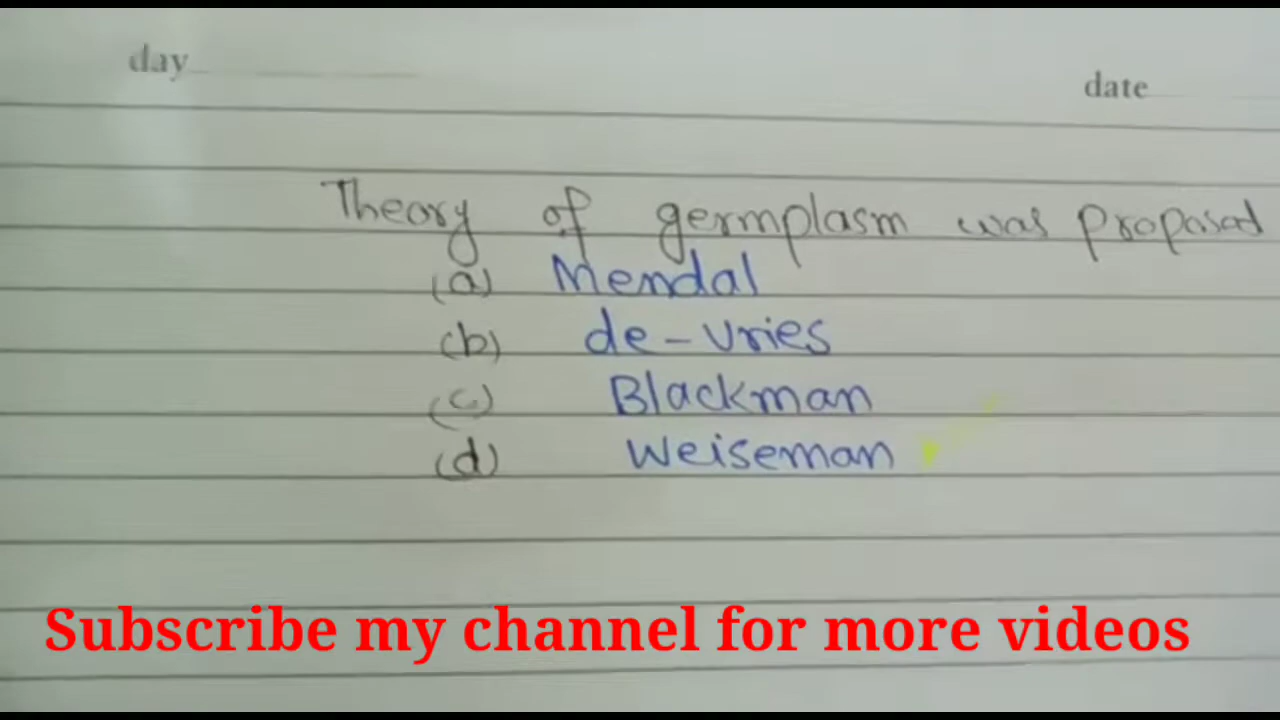 day
date
Theory of germplasm was proposed
(a) Mendal
(b) de-vries
(c) Blackman
(d) Weiseman
Subscribe my channel for more videos